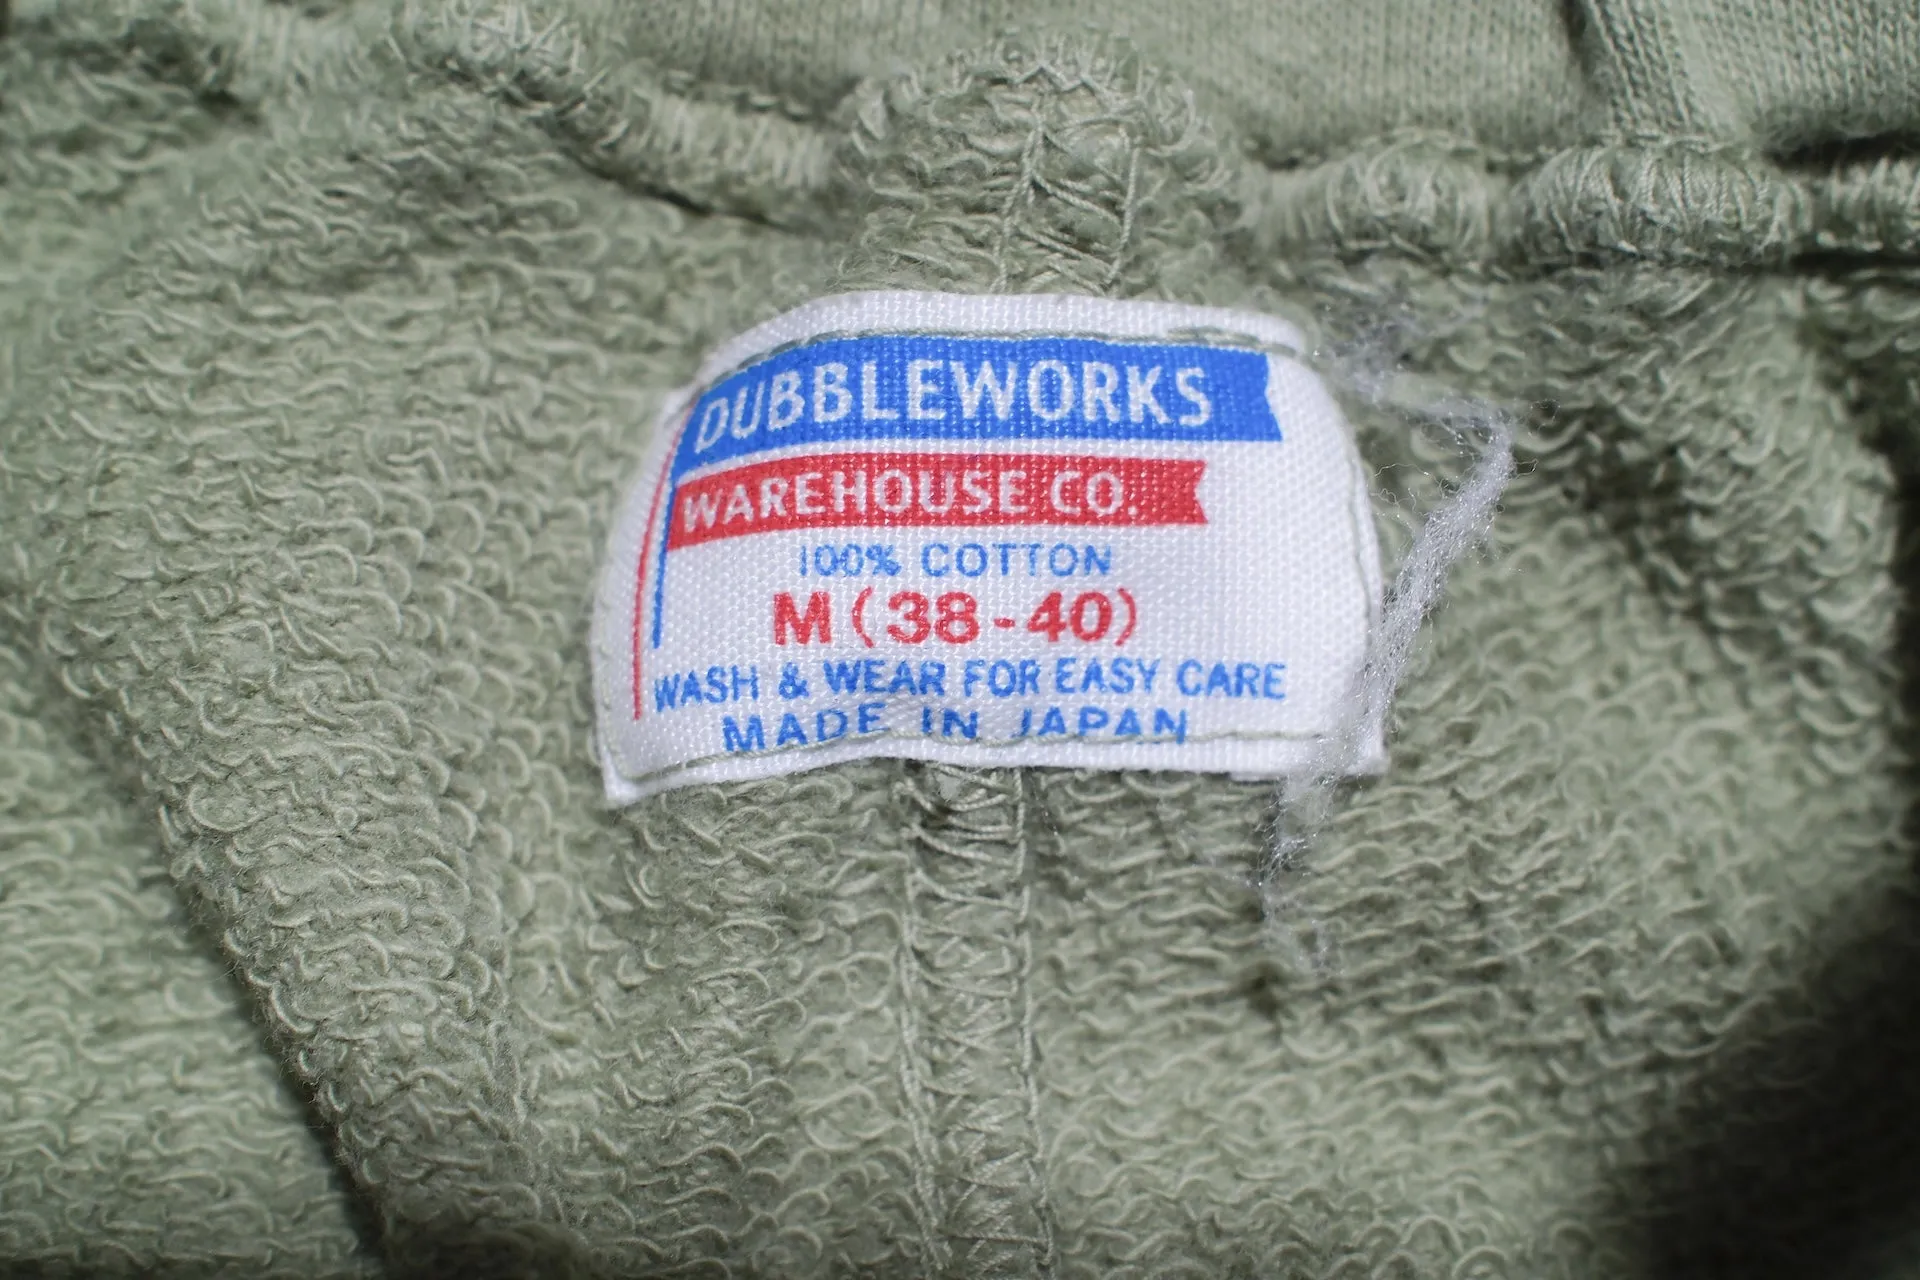 DUBBLEWORKS
WAREHOUSE CO.
100% COTTON
M (38-40)
WASH & WEAR FOR EASY CARE
MADE IN JAPAN